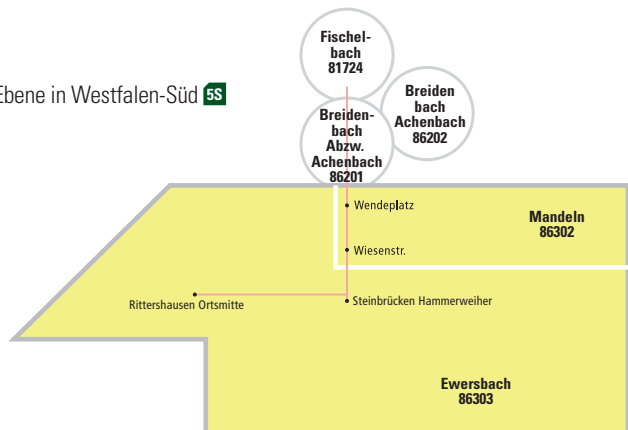 Fischel-
bach
81724
Ebene in Westfalen-Süd 5S
Breiden
bach
Achenbach
86202
Breiden-
bach
Abzw.
Achenbach
86201
Wendeplatz
Mandeln
86302
Wiesenstr.
Rittershausen Ortsmitte
Steinbrücken Hammerweiher
Ewersbach
86303